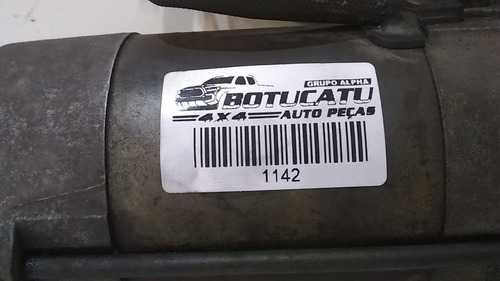 GRUPO ALPHA
BOTUCATU
4X4 AUTO PEÇAS
1142